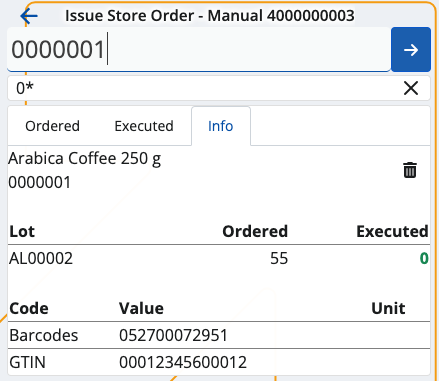 Issue Store Order - Manual 4000000003
0000001
0*
Ordered Executed Info
Arabica Coffee 250 g
0000001
Lot Ordered Executed
AL00002 55 0
Code Value Unit
Barcodes 052700072951
GTIN 00012345600012